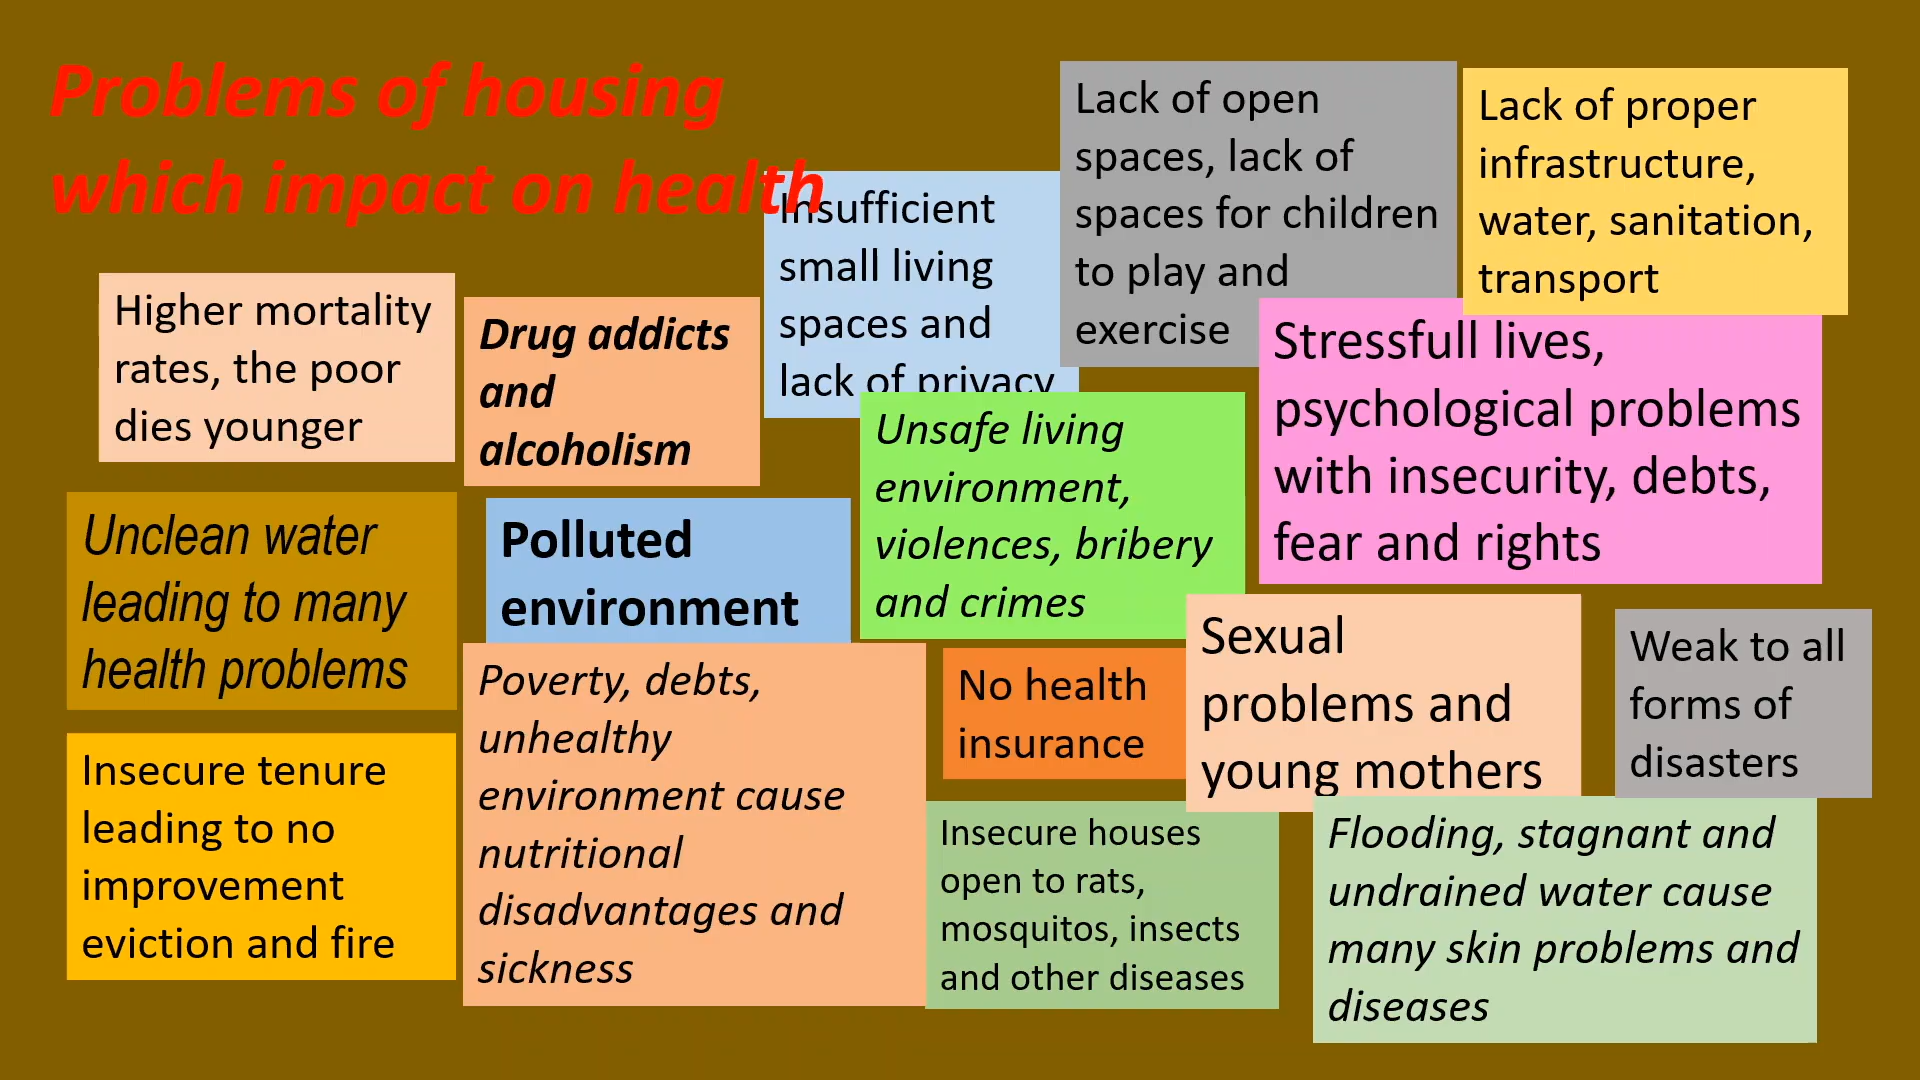 Problems of housing
which impact on health
Lack of open
spaces, lack of
spaces for children
to play and
exercise
Lack of proper
infrastructure,
water, sanitation,
transport
Insufficient
small living
spaces and
lack of privacy
Higher mortality
rates, the poor
dies younger
Drug addicts
and
alcoholism
Stressfull lives,
psychological problems
with insecurity, debts,
fear and rights
Unsafe living
environment,
violences, bribery
and crimes
Unclean water
leading to many
health problems
Polluted
environment
Sexual
problems and
young mothers
Weak to all
forms of
disasters
Poverty, debts,
unhealthy
environment cause
nutritional
disadvantages and
sickness
No health
insurance
Insecure tenure
leading to no
improvement
eviction and fire
Insecure houses
open to rats,
mosquitos, insects
and other diseases
Flooding, stagnant and
undrained water cause
many skin problems and
diseases